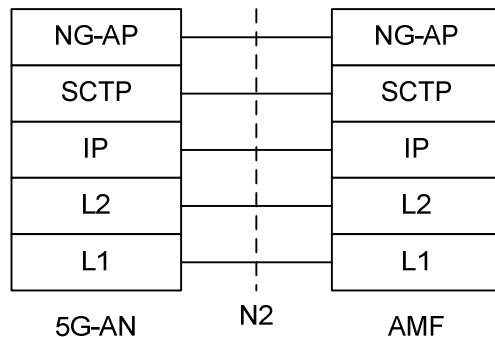 NG-AP NG-AP
SCTP SCTP
IP IP
L2 L2
L1 L1
5G-AN N2 AMF